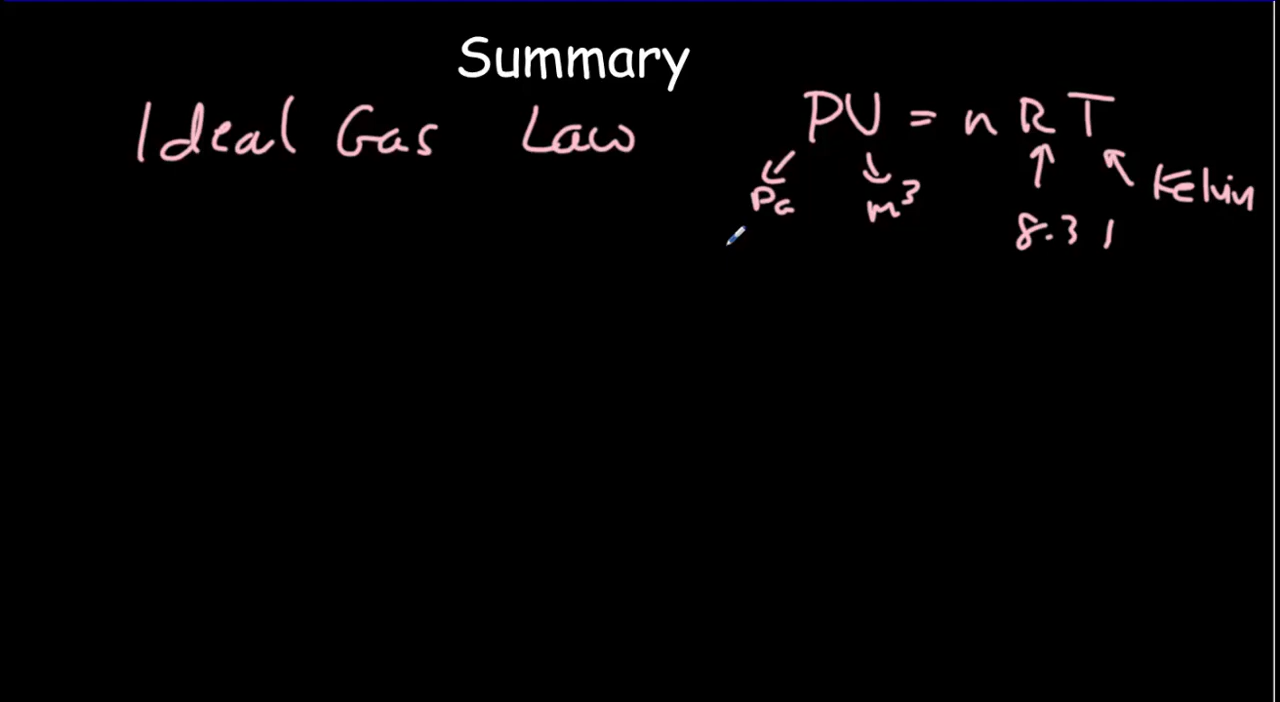 Summary
Ideal Gas Law PV = nRT
Pa m³ Kelvin
8.31